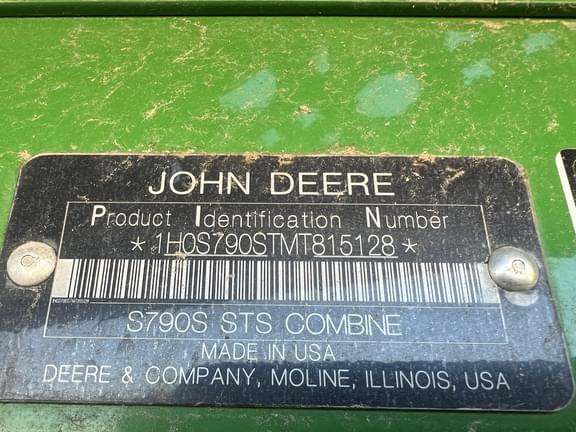 JOHN DEERE
Product Identification Number
*1H0S790STMT815128*
S790S STS COMBINE
MADE IN USA
DEERE & COMPANY, MOLINE, ILLINOIS, USA